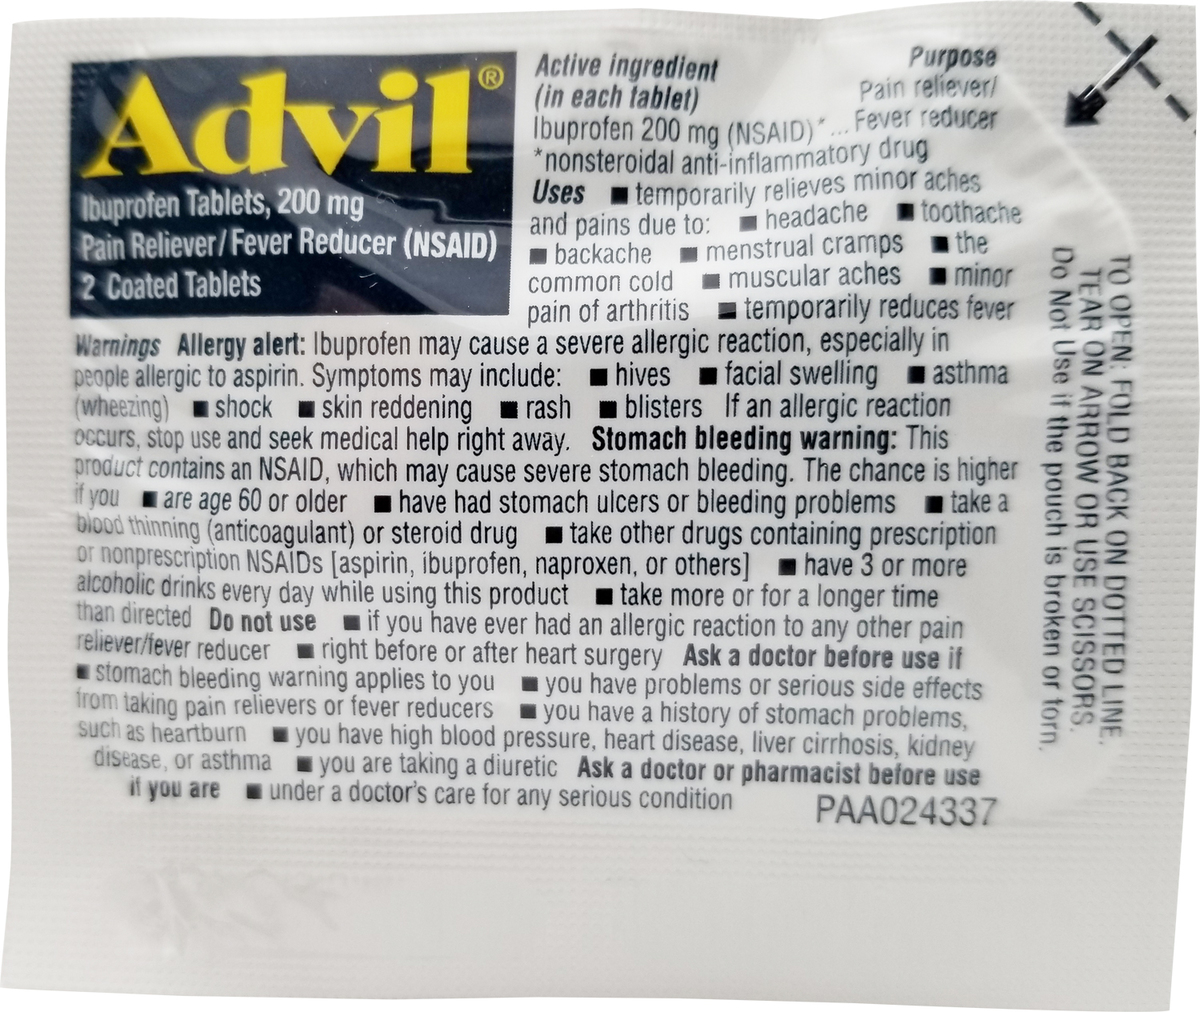 Advil®
Ibuprofen Tablets, 200 mg
Pain Reliever/Fever Reducer (NSAID)
2 Coated Tablets
Active ingredient Purpose
(in each tablet) Pain reliever/
Ibuprofen 200 mg (NSAID)*... Fever reducer
*nonsteroidal anti-inflammatory drug
Uses ■ temporarily relieves minor aches
and pains due to: ■ headache ■ toothache
■ backache ■ menstrual cramps ■ the
common cold ■ muscular aches ■ minor
pain of arthritis ■ temporarily reduces fever
Warnings Allergy alert: Ibuprofen may cause a severe allergic reaction, especially in
people allergic to aspirin. Symptoms may include: ■ hives ■ facial swelling ■ asthma
(wheezing) ■ shock ■ skin reddening ■ rash ■ blisters If an allergic reaction
occurs, stop use and seek medical help right away. Stomach bleeding warning: This
product contains an NSAID, which may cause severe stomach bleeding. The chance is higher
if you ■ are age 60 or older ■ have had stomach ulcers or bleeding problems ■ take a
blood thinning (anticoagulant) or steroid drug ■ take other drugs containing prescription
or nonprescription NSAIDs [aspirin, ibuprofen, naproxen, or others] ■ have 3 or more
alcoholic drinks every day while using this product ■ take more or for a longer time
than directed Do not use ■ if you have ever had an allergic reaction to any other pain
reliever/fever reducer ■ right before or after heart surgery Ask a doctor before use if
■ stomach bleeding warning applies to you ■ you have problems or serious side effects
from taking pain relievers or fever reducers ■ you have a history of stomach problems,
such as heartburn ■ you have high blood pressure, heart disease, liver cirrhosis, kidney
disease, or asthma ■ you are taking a diuretic Ask a doctor or pharmacist before use
if you are ■ under a doctor's care for any serious condition PAA024337
TO OPEN: FOLD BACK ON DOTTED LINE.
TEAR ON ARROW OR USE SCISSORS.
Do Not Use if the pouch is broken or torn.